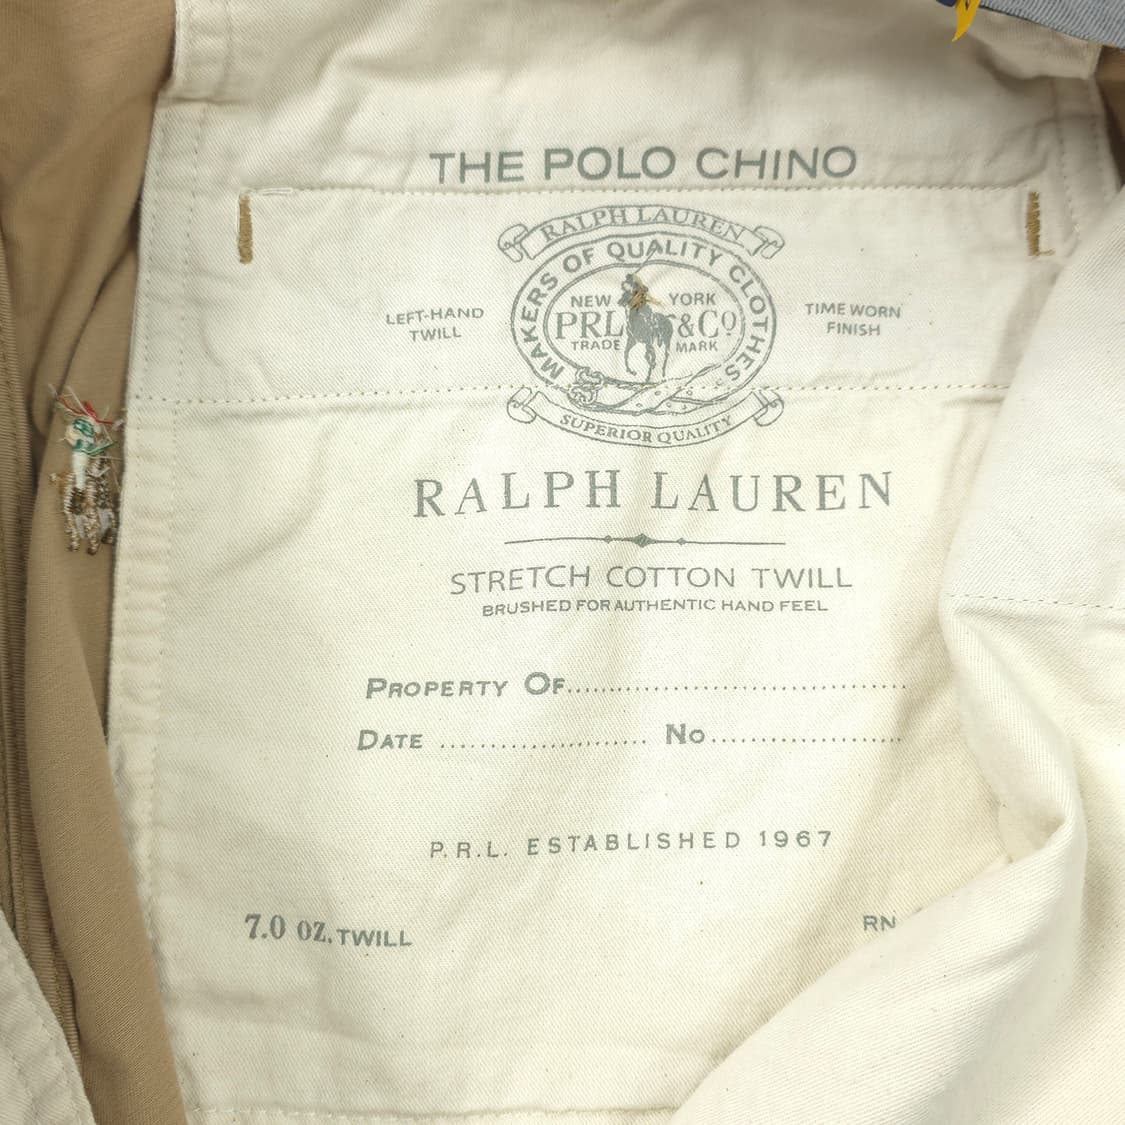 THE POLO CHINO
RALPH LAUREN
MAKERS OF QUALITY CLOTHES
NEW YORK
PRL &Cº
TRADE MARK
SUPERIOR QUALITY
LEFT-HAND
TWILL
TIME WORN
FINISH
RALPH LAUREN
STRETCH COTTON TWILL
BRUSHED FOR AUTHENTIC HAND FEEL
PROPERTY OF
DATE No
P.R.L. ESTABLISHED 1967
7.0 OZ. TWILL
RN